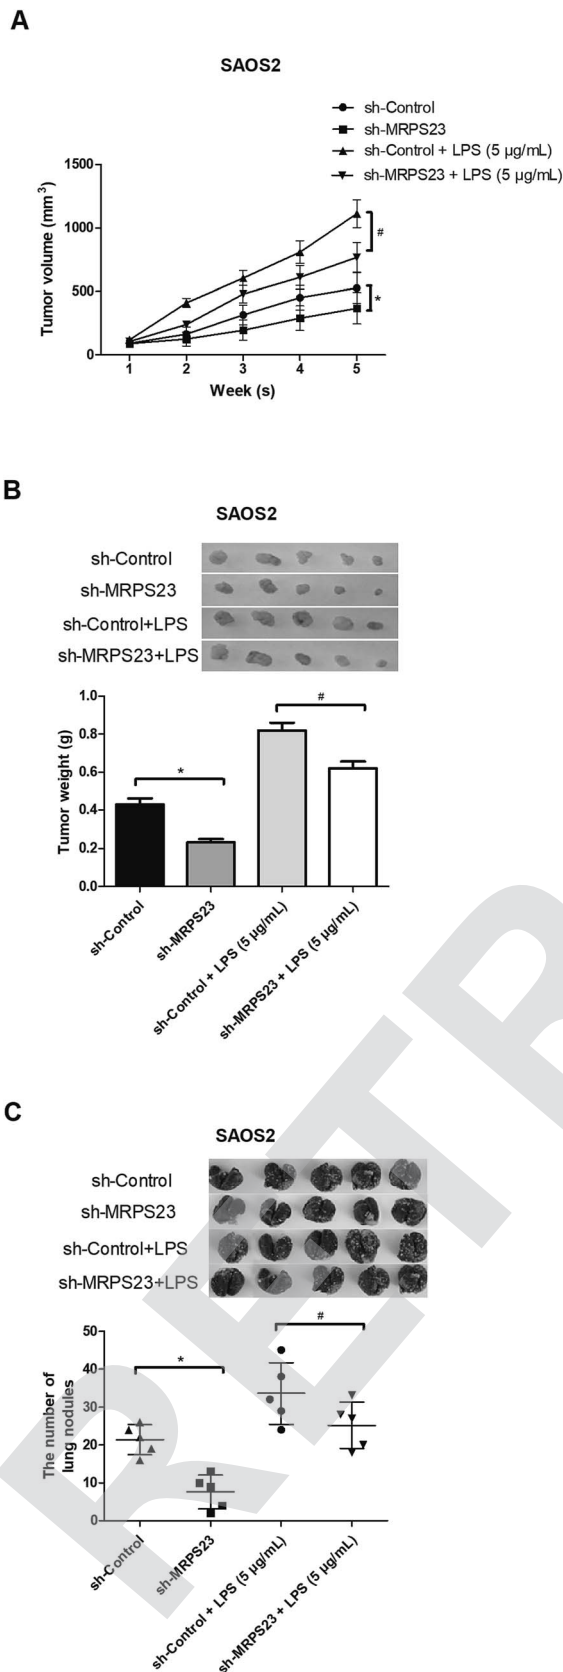 A
SAOS2
sh-Control
sh-MRPS23
sh-Control + LPS (5 µg/mL)
sh-MRPS23 + LPS (5 µg/mL)
Tumor volume (mm3)
1500
1000
500
0
#
*
1 2 3 4 5
Week (s)
B
SAOS2
sh-Control
sh-MRPS23
sh-Control+LPS
sh-MRPS23+LPS
Tumor weight (g)
1.0
0.8
0.6
0.4
0.2
0.0
*
#
sh-Control
sh-MRPS23
sh-Control + LPS (5 µg/mL)
sh-MRPS23 + LPS (5 µg/mL)
C
SAOS2
sh-Control
sh-MRPS23
sh-Control+LPS
sh-MRPS23+LPS
The number of
lung nodules
50
40
30
20
10
0
*
#
sh-Control
sh-MRPS23
sh-Control + LPS (5 µg/mL)
sh-MRPS23 + LPS (5 µg/mL)
RETR